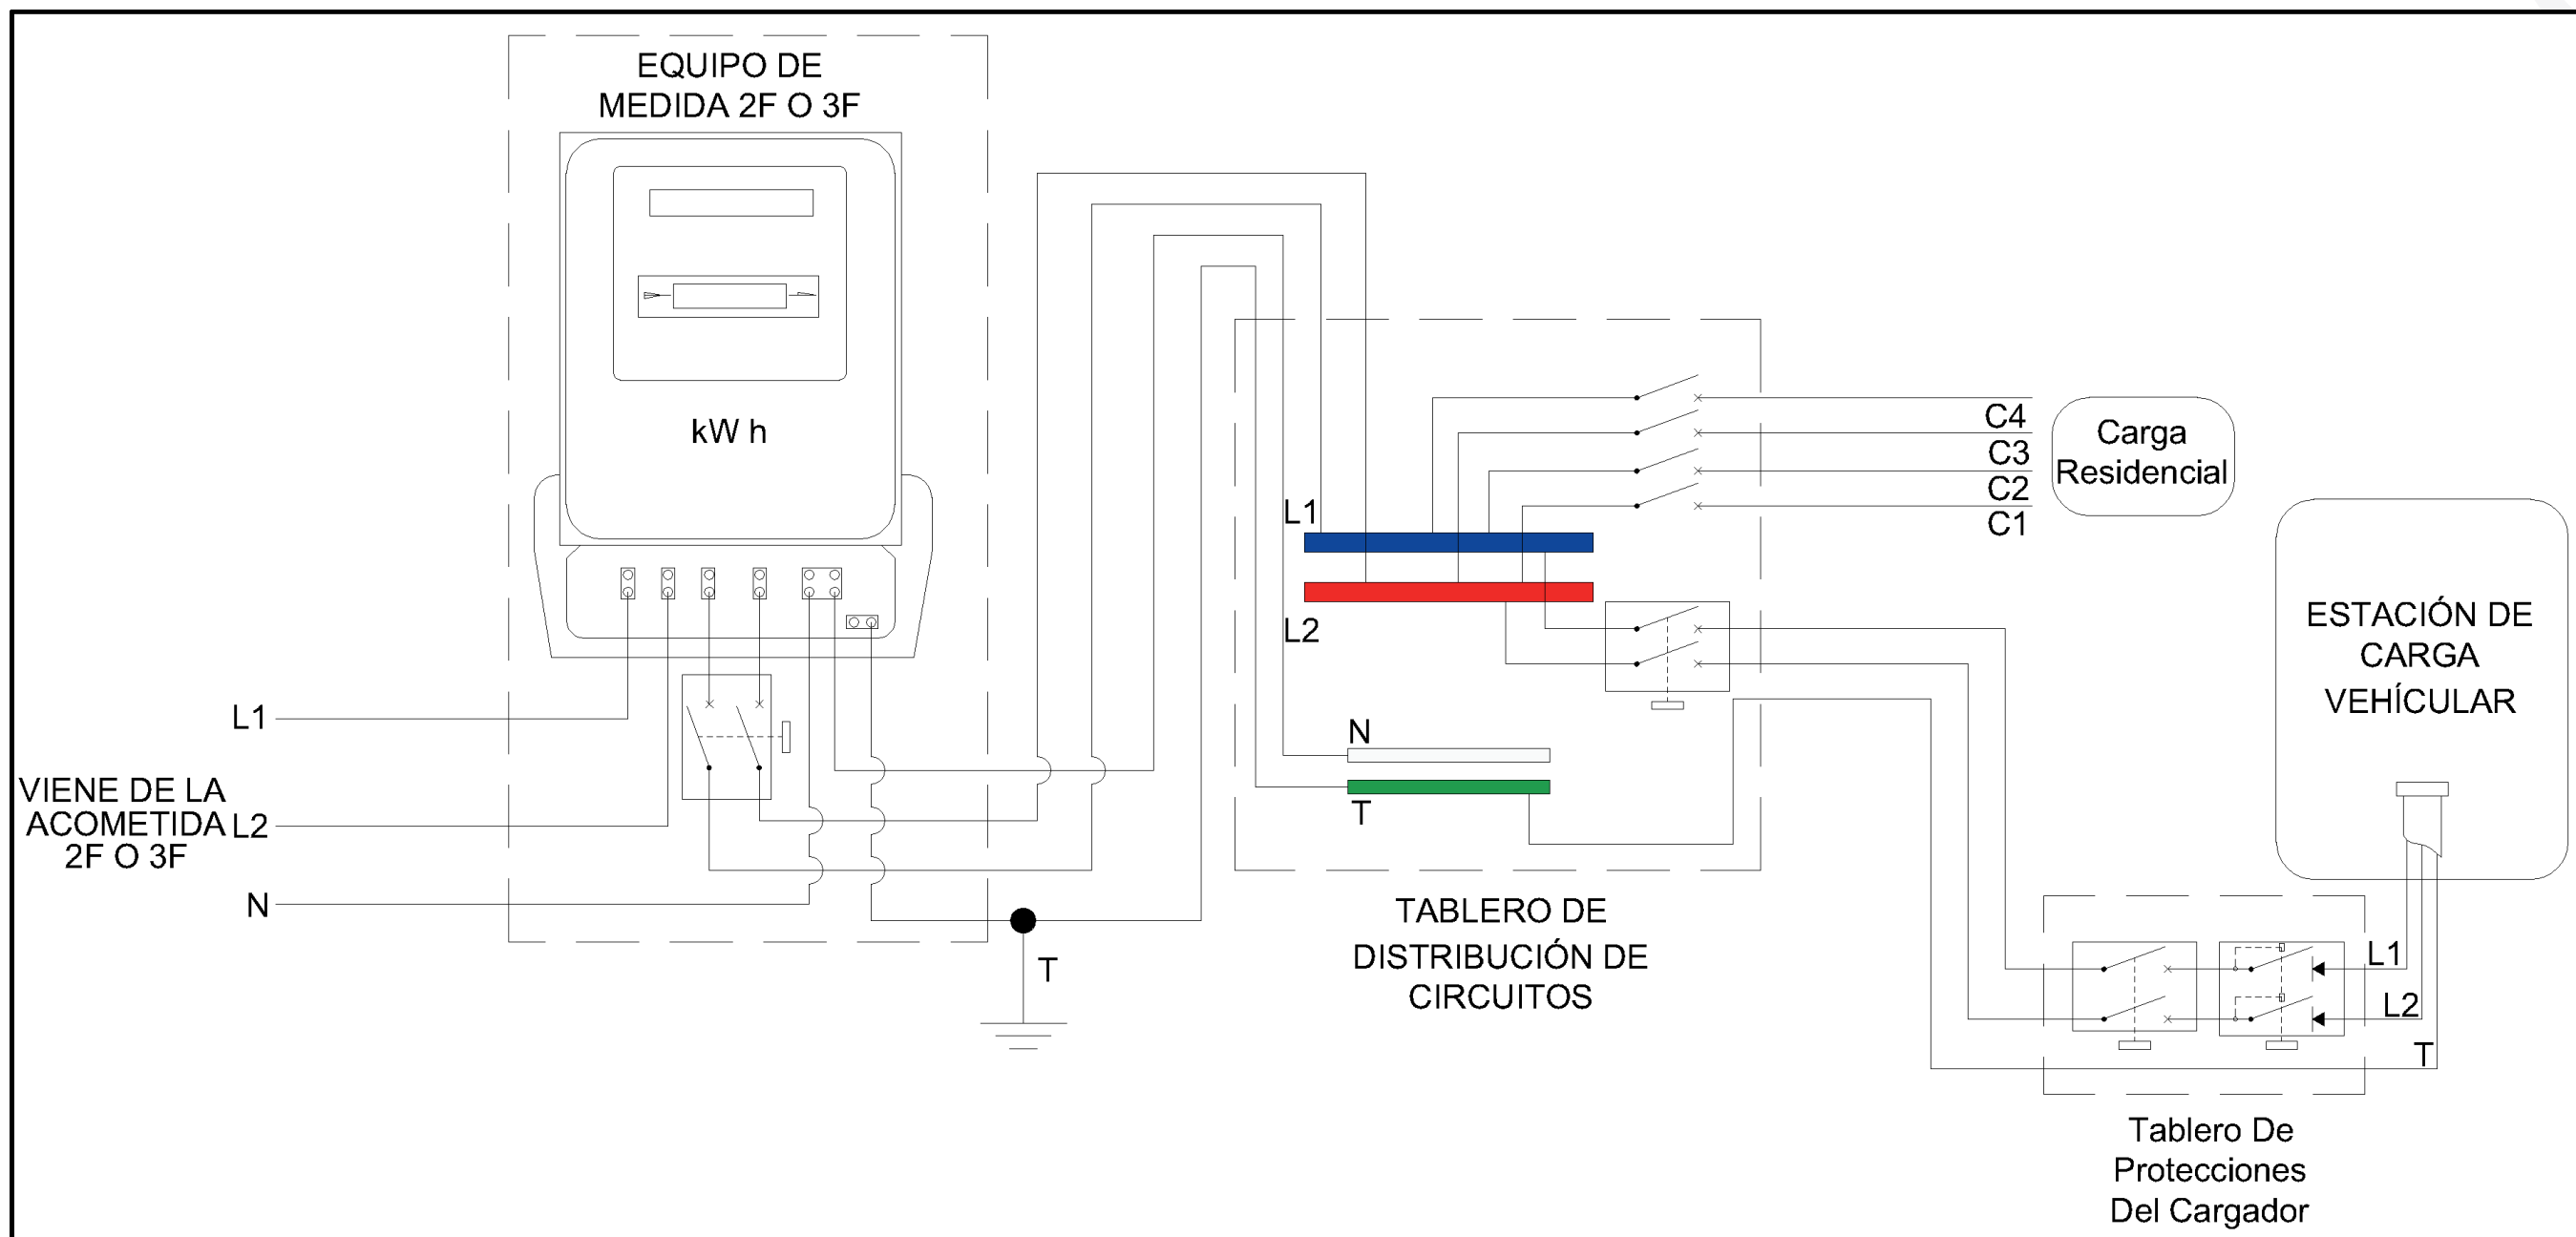 EQUIPO DE
MEDIDA 2F O 3F
kW h
L1
VIENE DE LA
ACOMETIDA
2F O 3F
L2
N
T
L1
L2
N
T
TABLERO DE
DISTRIBUCIÓN DE
CIRCUITOS
C4
C3
C2
C1
Carga
Residencial
ESTACIÓN DE
CARGA
VEHÍCULAR
L1
L2
T
Tablero De
Protecciones
Del Cargador